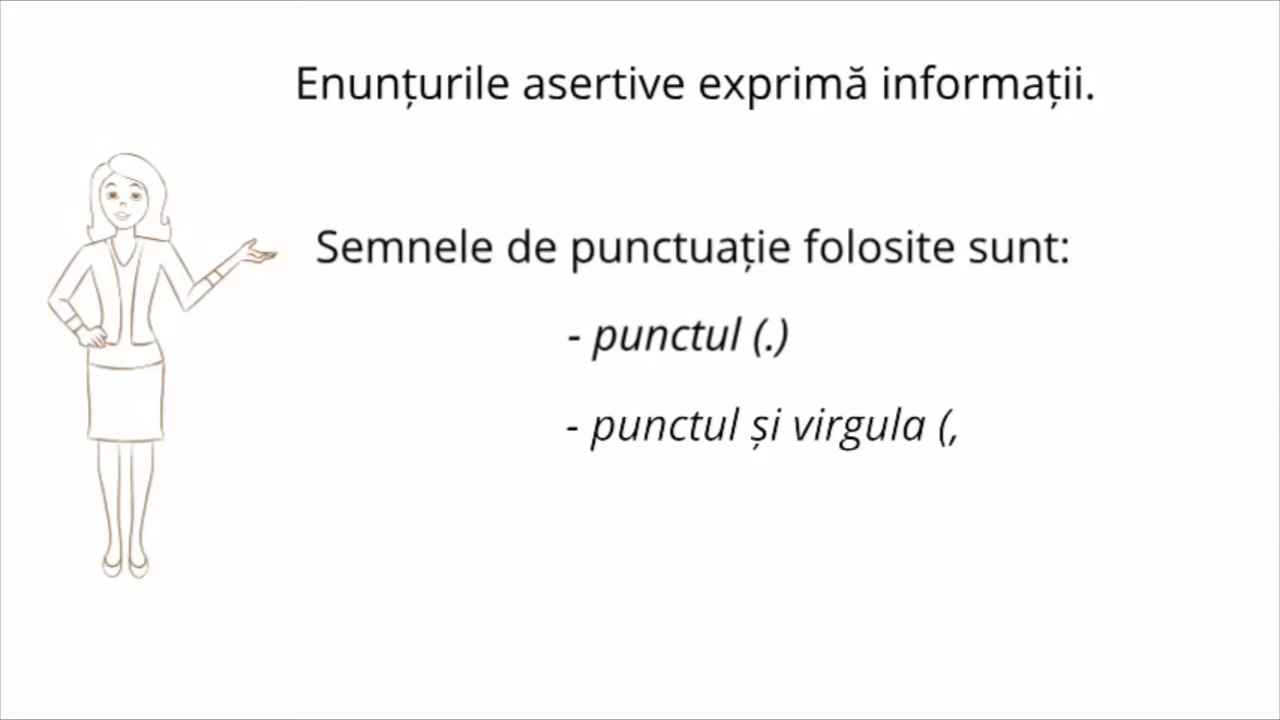 Enunțurile asertive exprimă informații.
Semnele de punctuație folosite sunt:
- punctul (.)
- punctul și virgula (,